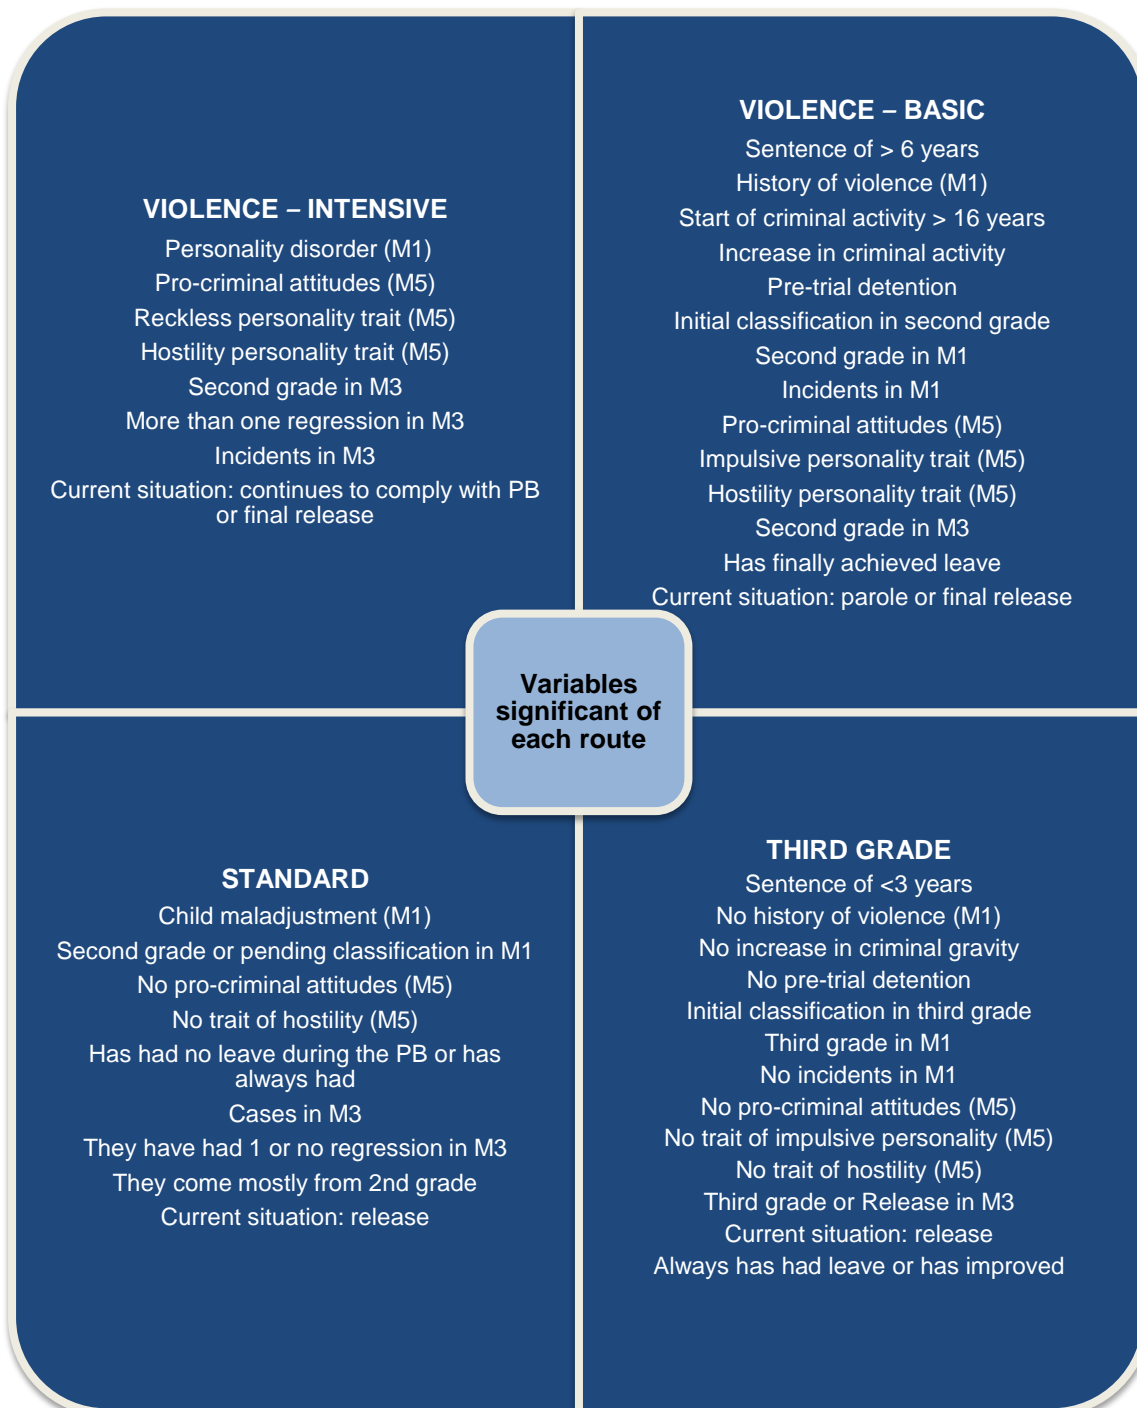 VIOLENCE – INTENSIVE
Personality disorder (M1)
Pro-criminal attitudes (M5)
Reckless personality trait (M5)
Hostility personality trait (M5)
Second grade in M3
More than one regression in M3
Incidents in M3
Current situation: continues to comply with PB
or final release
VIOLENCE – BASIC
Sentence of > 6 years
History of violence (M1)
Start of criminal activity > 16 years
Increase in criminal activity
Pre-trial detention
Initial classification in second grade
Second grade in M1
Incidents in M1
Pro-criminal attitudes (M5)
Impulsive personality trait (M5)
Hostility personality trait (M5)
Second grade in M3
Has finally achieved leave
Current situation: parole or final release
Variables
significant of
each route
STANDARD
Child maladjustment (M1)
Second grade or pending classification in M1
No pro-criminal attitudes (M5)
No trait of hostility (M5)
Has had no leave during the PB or has
always had
Cases in M3
They have had 1 or no regression in M3
They come mostly from 2nd grade
Current situation: release
THIRD GRADE
Sentence of <3 years
No history of violence (M1)
No increase in criminal gravity
No pre-trial detention
Initial classification in third grade
Third grade in M1
No incidents in M1
No pro-criminal attitudes (M5)
No trait of impulsive personality (M5)
No trait of hostility (M5)
Third grade or Release in M3
Current situation: release
Always has had leave or has improved